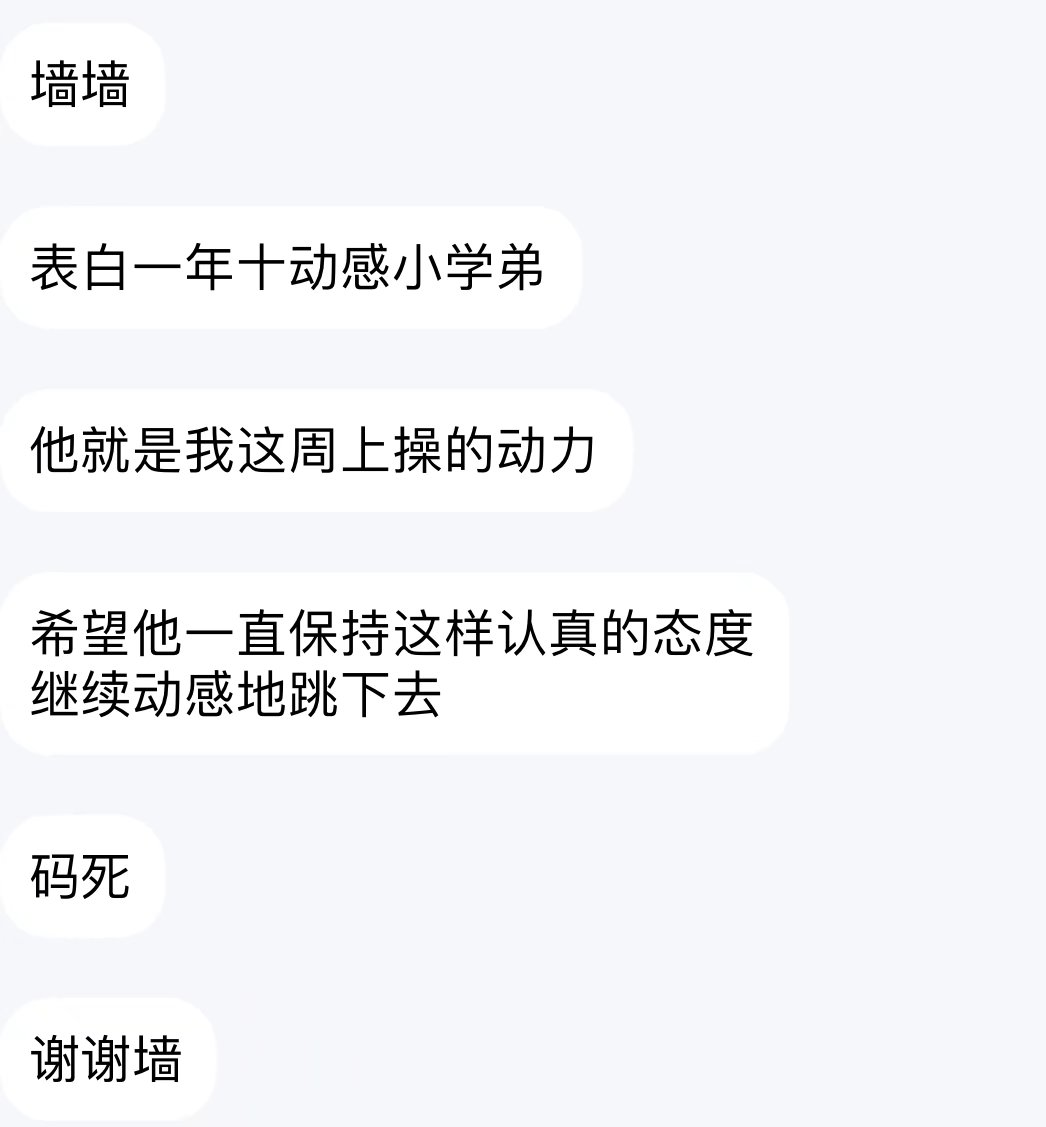 墙墙
表白一年十动感小学弟
他就是我这周上操的动力
希望他一直保持这样认真的态度
继续动感地跳下去
码死
谢谢墙